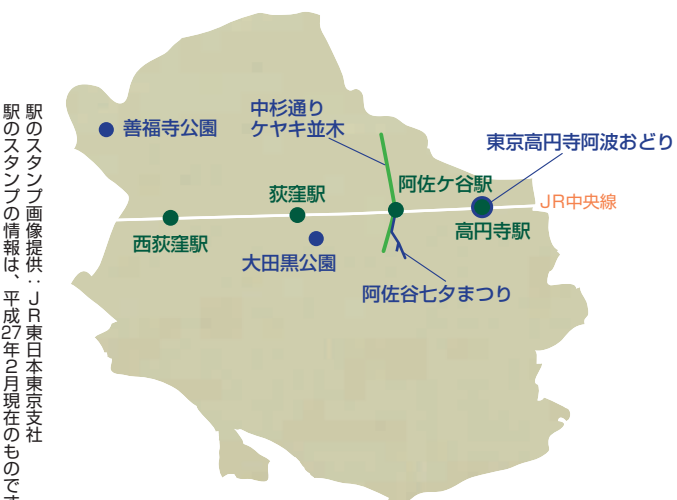 駅のスタンプ画像提供：ＪＲ東日本東京支社
駅のスタンプの情報は、平成27年２月現在のものです
善福寺公園
中杉通り
ケヤキ並木
東京高円寺阿波おどり
阿佐ケ谷駅
荻窪駅
JR中央線
西荻窪駅
高円寺駅
大田黒公園
阿佐谷七夕まつり